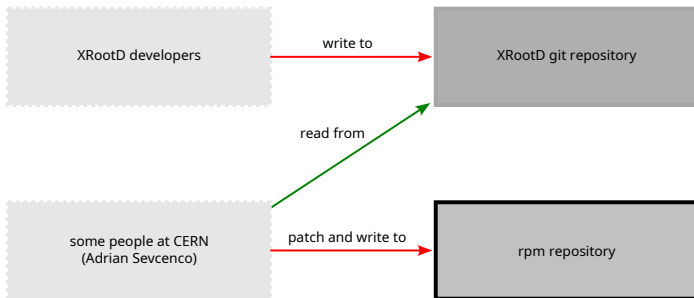 XRootD developers
write to
XRootD git repository
read from
some people at CERN
(Adrian Sevcenco)
patch and write to
rpm repository